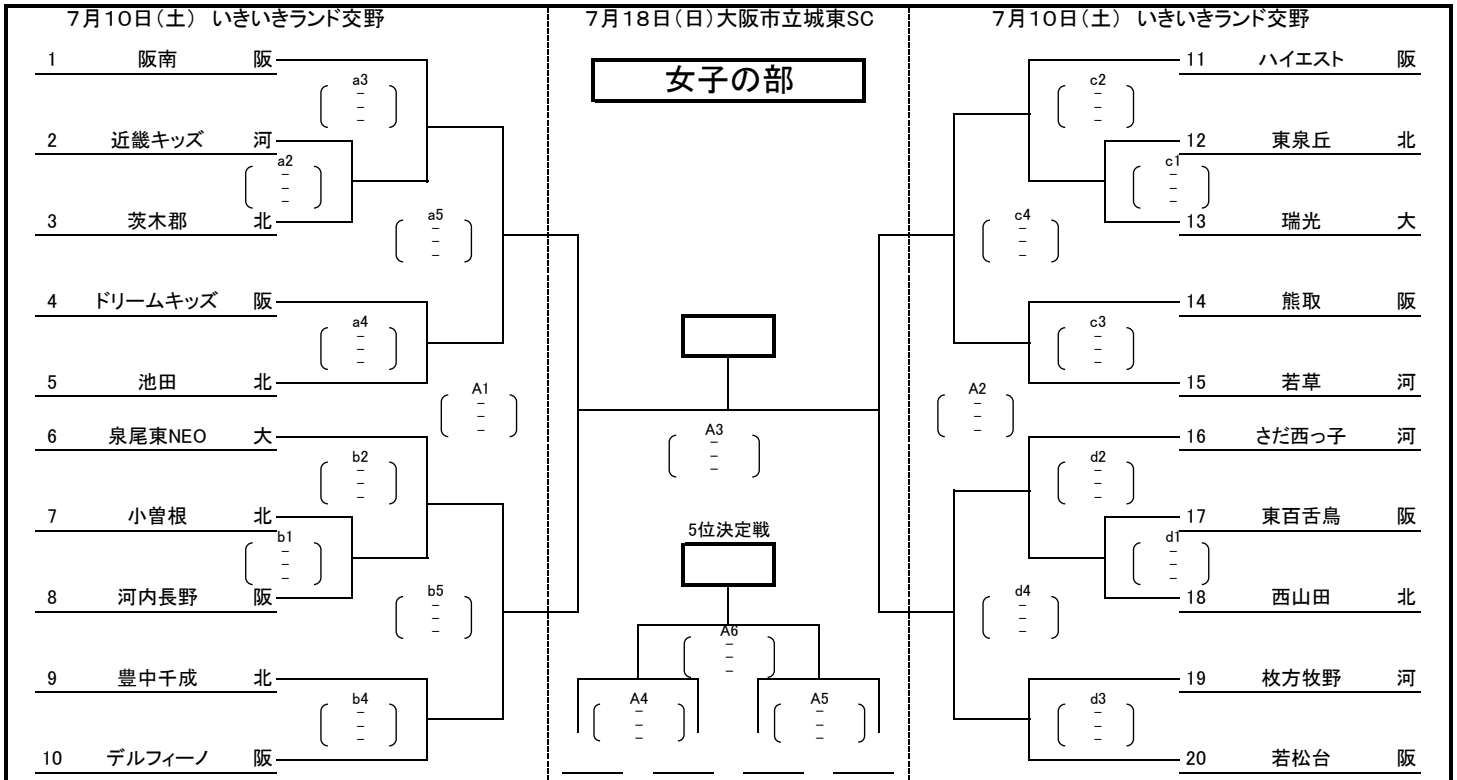 7月10日(土) いきいきランド交野
7月18日(日)大阪市立城東SC
7月10日(土) いきいきランド交野
女子の部
1 阪南 阪
a3
-
-
-
2 近畿キッズ 河
a2
-
-
-
3 茨木郡 北
a5
-
-
-
4 ドリームキッズ 阪
a4
-
-
-
5 池田 北
A1
-
-
-
6 泉尾東NEO 大
b2
-
-
-
7 小曽根 北
b1
-
-
-
8 河内長野 阪
b5
-
-
-
9 豊中千成 北
b4
-
-
-
10 デルフィーノ 阪
A3
-
-
-
5位決定戦
A6
-
-
-
A4
-
-
-
A5
-
-
-
11 ハイエスト 阪
c2
-
-
-
12 東泉丘 北
c1
-
-
-
13 瑞光 大
c4
-
-
-
14 熊取 阪
c3
-
-
-
15 若草 河
A2
-
-
-
16 さだ西っ子 河
d2
-
-
-
17 東百舌鳥 阪
d1
-
-
-
18 西山田 北
d4
-
-
-
19 枚方牧野 河
d3
-
-
-
20 若松台 阪